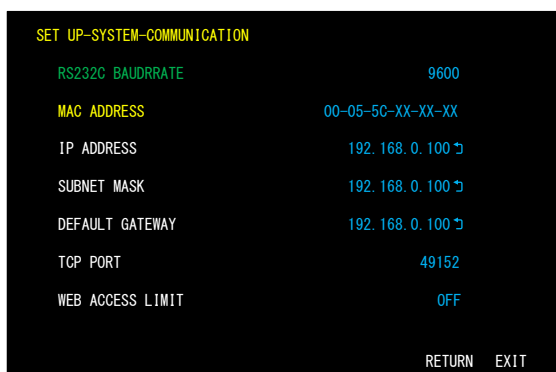 SET UP-SYSTEM-COMMUNICATION
RS232C BAUDRRATE 9600
MAC ADDRESS 00-05-5C-XX-XX-XX
IP ADDRESS 192.168.0.100⮌
SUBNET MASK 192.168.0.100⮌
DEFAULT GATEWAY 192.168.0.100⮌
TCP PORT 49152
WEB ACCESS LIMIT OFF
RETURN EXIT